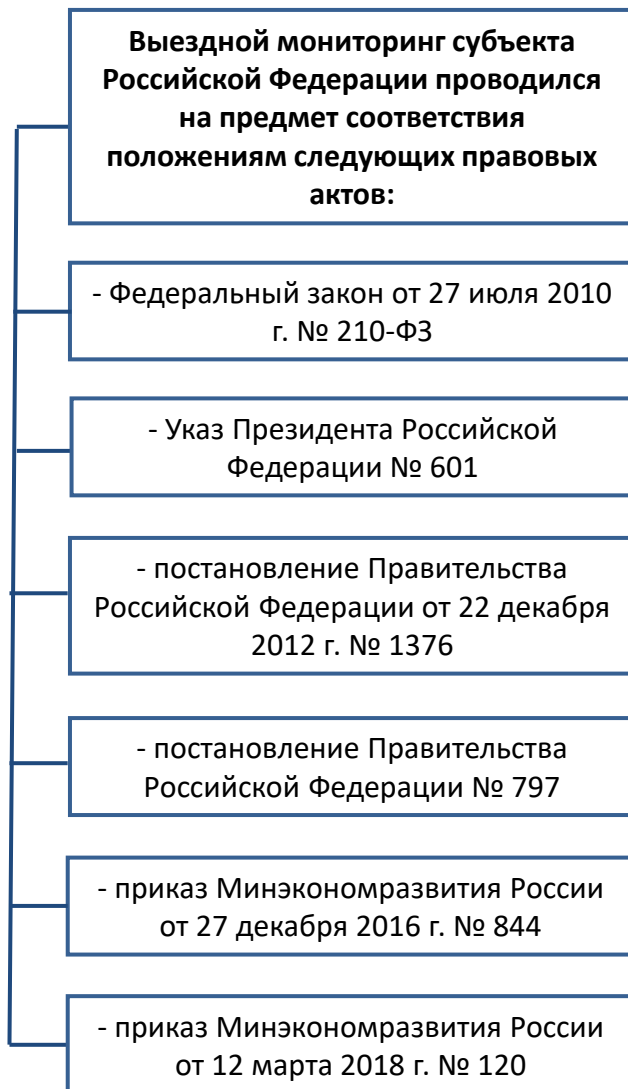 Выездной мониторинг субъекта
Российской Федерации проводился
на предмет соответствия
положениям следующих правовых
актов:
- Федеральный закон от 27 июля 2010
г. № 210-ФЗ
- Указ Президента Российской
Федерации № 601
- постановление Правительства
Российской Федерации от 22 декабря
2012 г. № 1376
- постановление Правительства
Российской Федерации № 797
- приказ Минэкономразвития России
от 27 декабря 2016 г. № 844
- приказ Минэкономразвития России
от 12 марта 2018 г. № 120